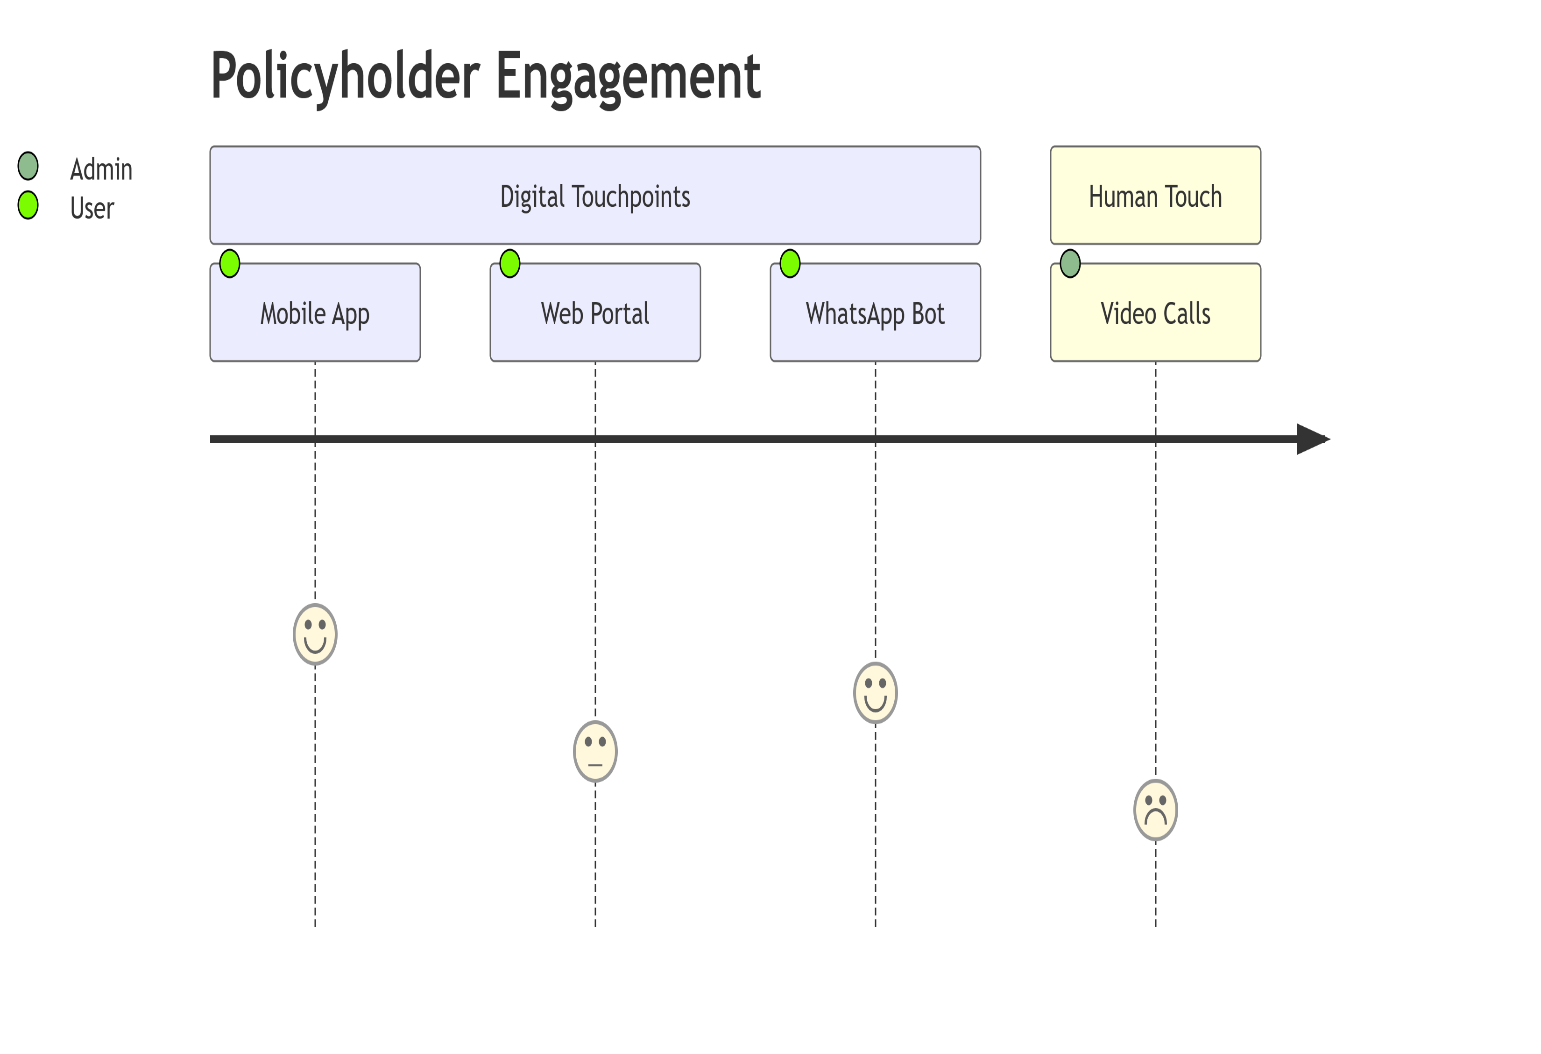 Policyholder Engagement
Admin
User
Digital Touchpoints
Human Touch
Mobile App
Web Portal
WhatsApp Bot
Video Calls